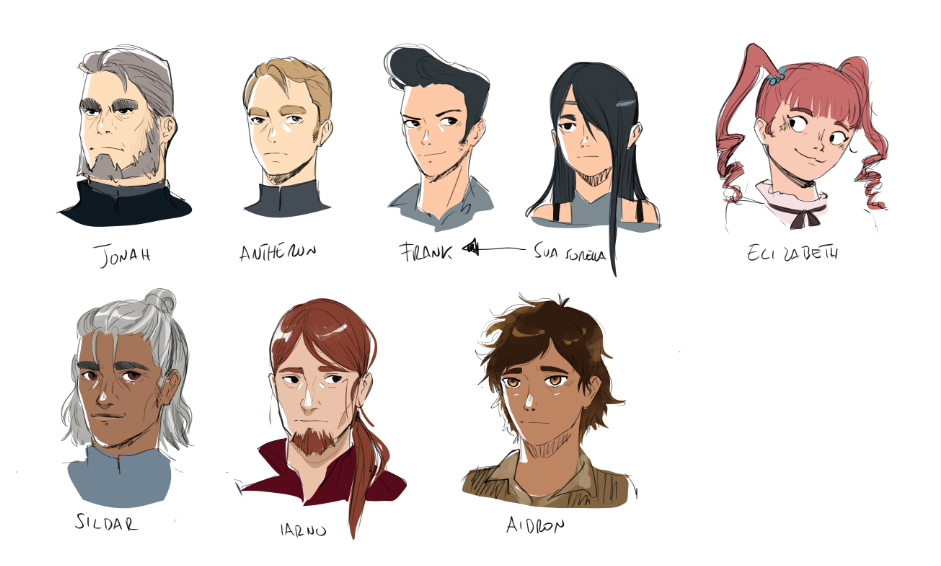 JONAH
ANTHERON
FRANK
SUA SORELLA
ELIZABETH
SILDAR
IARNO
AIDRON